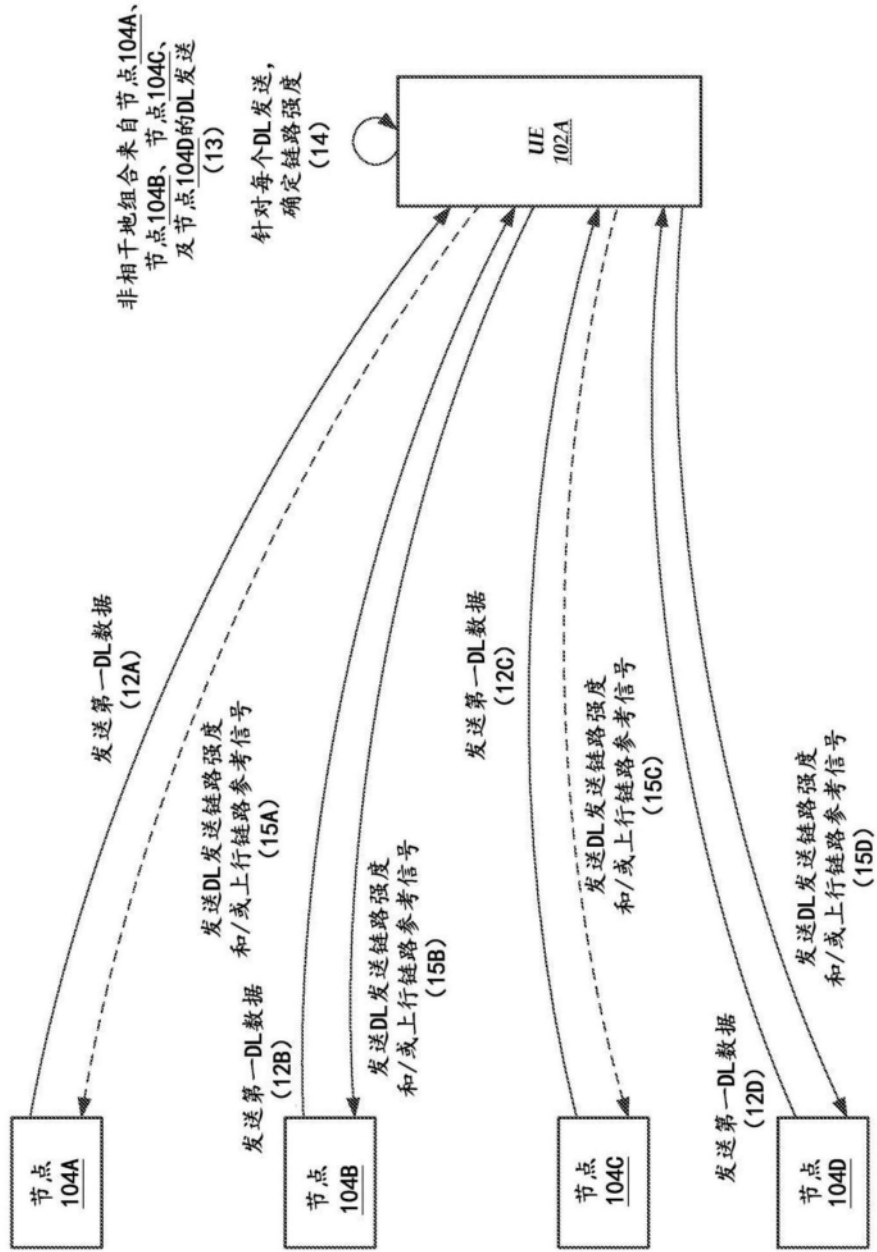 非相干地组合来自节点104A、
节点104B、节点104C、
及节点104D的DL发送
(13)
针对每个DL发送，
确定链路强度
(14)
UE
102A
发送第一DL数据
(12A)
发送DL发送链路强度
和/或上行链路参考信号
(15A)
节点
104A
发送第一DL数据
(12B)
发送DL发送链路强度
和/或上行链路参考信号
(15B)
节点
104B
发送第一DL数据
(12C)
发送DL发送链路强度
和/或上行链路参考信号
(15C)
节点
104C
发送第一DL数据
(12D)
发送DL发送链路强度
和/或上行链路参考信号
(15D)
节点
104D